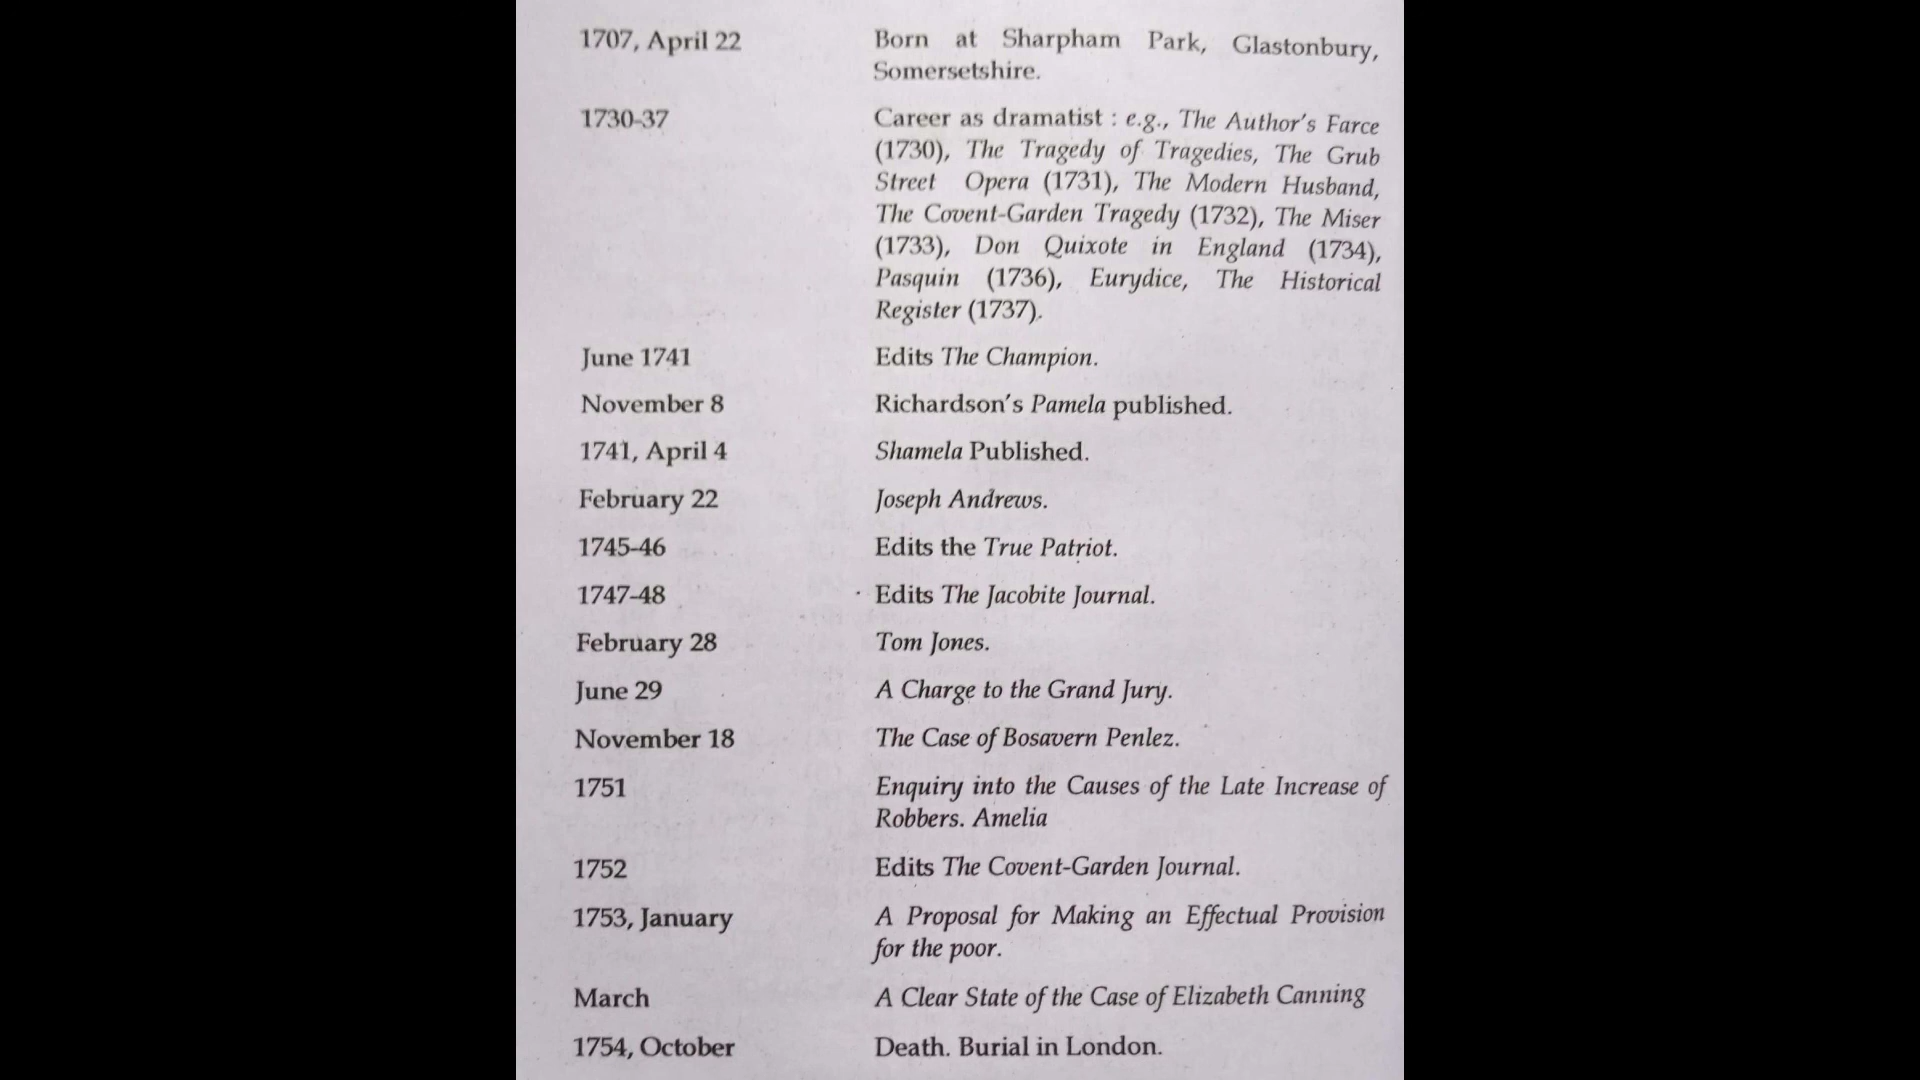 1707, April 22 Born at Sharpham Park, Glastonbury,
Somersetshire.
1730-37 Career as dramatist : e.g., The Author's Farce
(1730), The Tragedy of Tragedies, The Grub
Street Opera (1731), The Modern Husband,
The Covent-Garden Tragedy (1732), The Miser
(1733), Don Quixote in England (1734),
Pasquin (1736), Eurydice, The Historical
Register (1737).
June 1741 Edits The Champion.
November 8 Richardson's Pamela published.
1741, April 4 Shamela Published.
February 22 Joseph Andrews.
1745-46 Edits the True Patriot.
1747-48 Edits The Jacobite Journal.
February 28 Tom Jones.
June 29 A Charge to the Grand Jury.
November 18 The Case of Bosavern Penlez.
1751 Enquiry into the Causes of the Late Increase of
Robbers. Amelia
1752 Edits The Covent-Garden Journal.
1753, January A Proposal for Making an Effectual Provision
for the poor.
March A Clear State of the Case of Elizabeth Canning
1754, October Death. Burial in London.